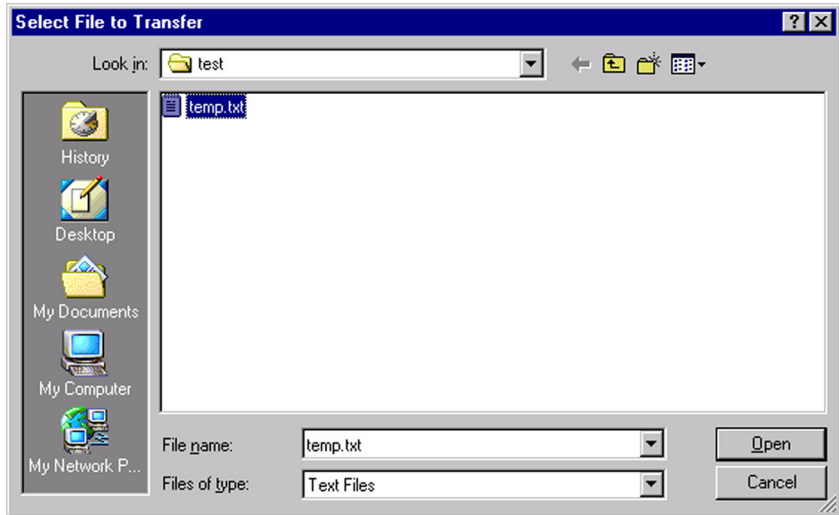 Select File to Transfer
Look in: test
temp.txt
History
Desktop
My Documents
My Computer
My Network P...
File name: temp.txt Open
Files of type: Text Files Cancel